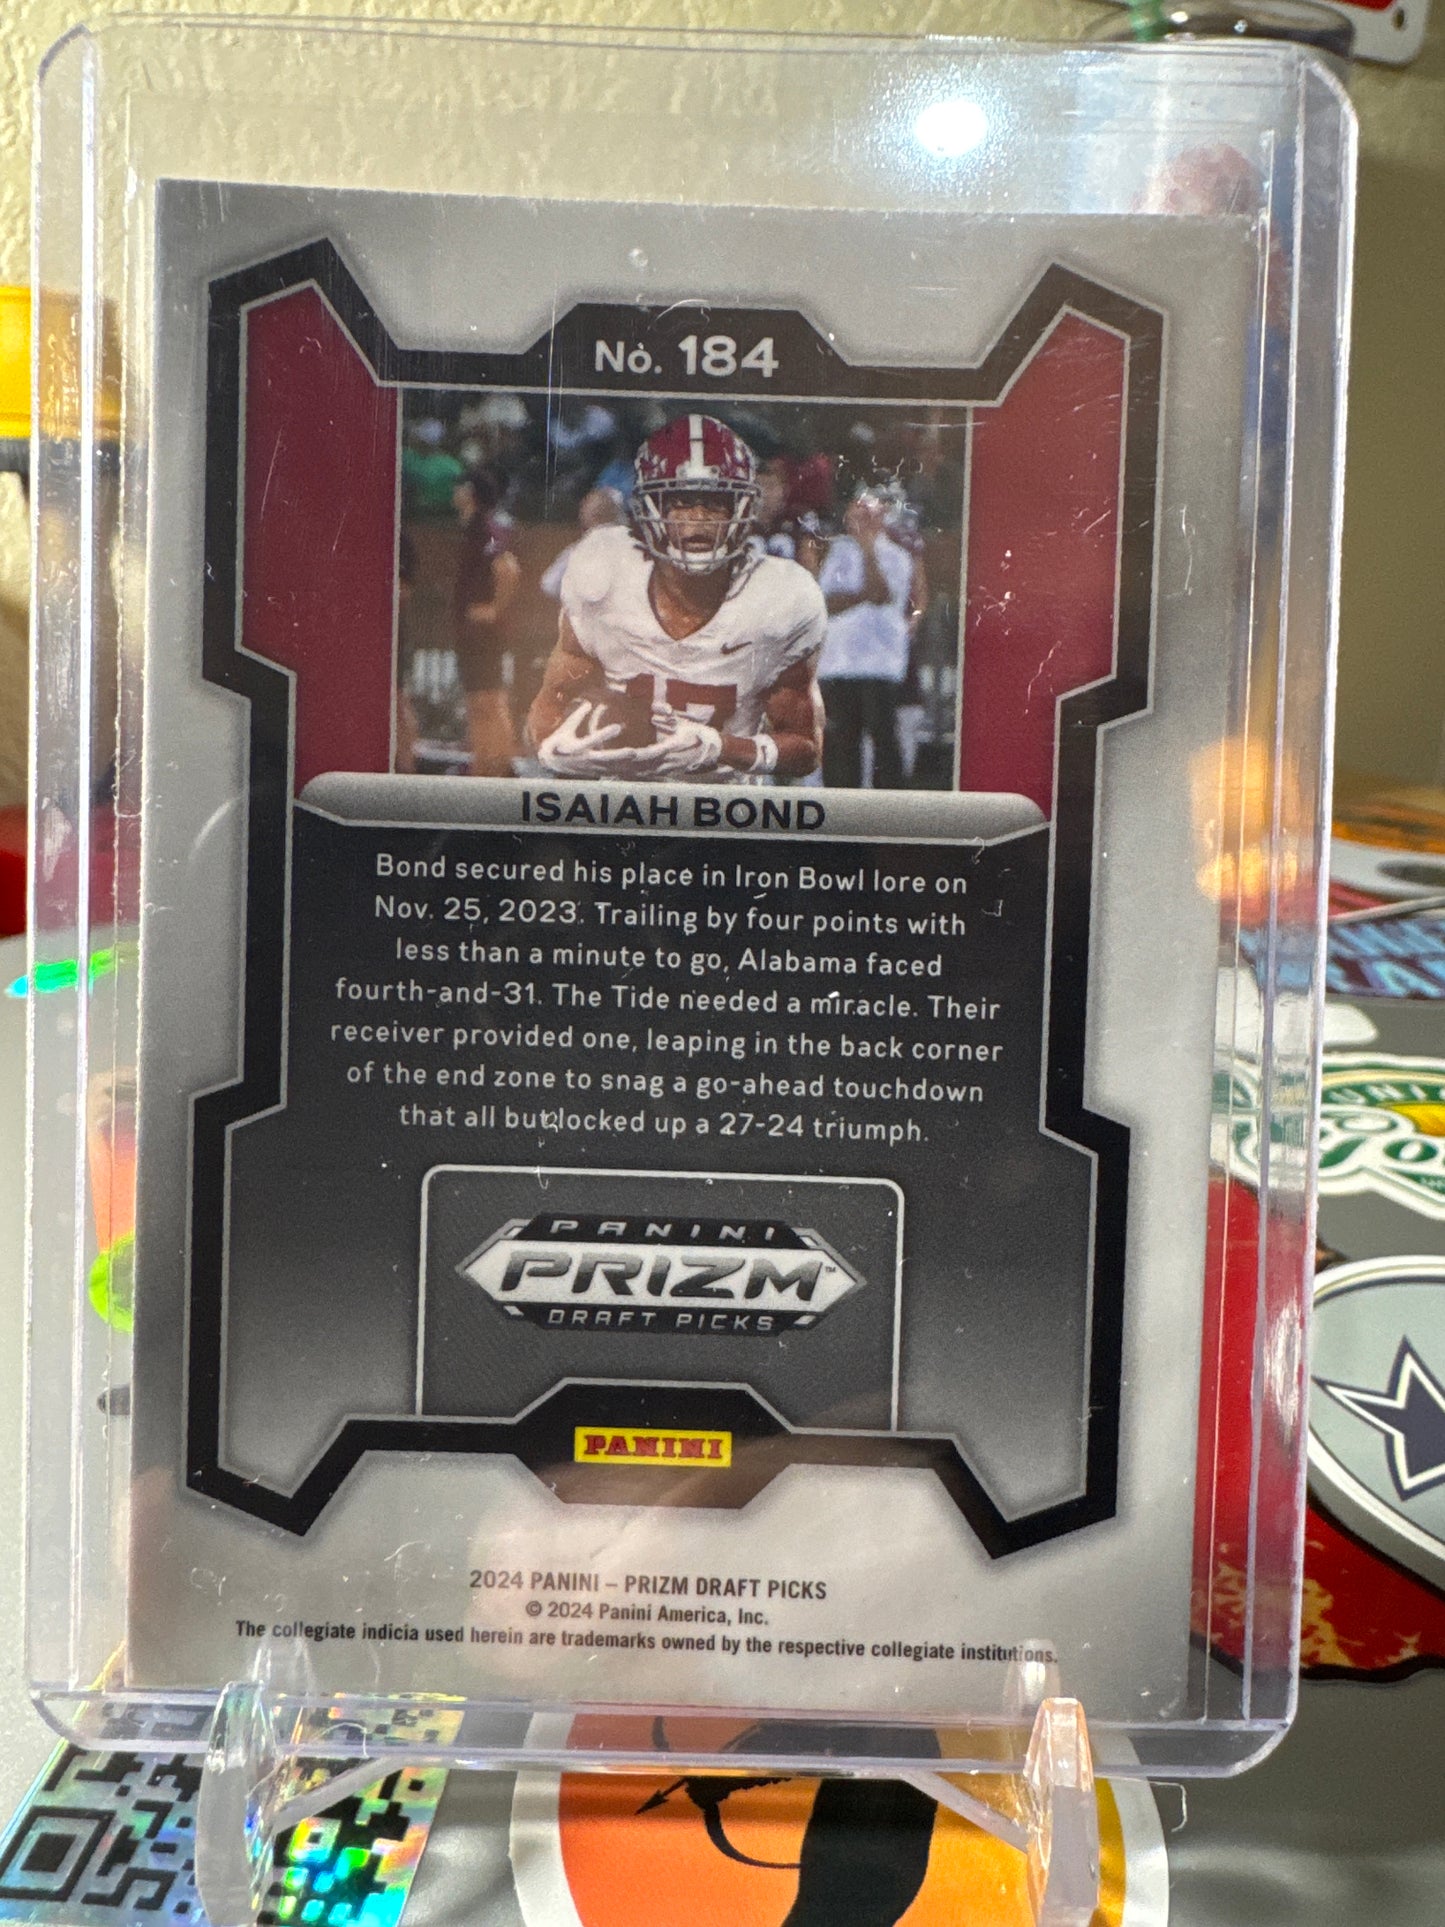 No. 184
17
ISAIAH BOND
Bond secured his place in Iron Bowl lore on
Nov. 25, 2023. Trailing by four points with
less than a minute to go, Alabama faced
fourth-and-31. The Tide needed a miracle. Their
receiver provided one, leaping in the back corner
of the end zone to snag a go-ahead touchdown
that all but locked up a 27-24 triumph.
PANINI
PRIZM™
DRAFT PICKS
PANINI
2024 PANINI – PRIZM DRAFT PICKS
© 2024 Panini America, Inc.
The collegiate indicia used herein are trademarks owned by the respective collegiate institutions.